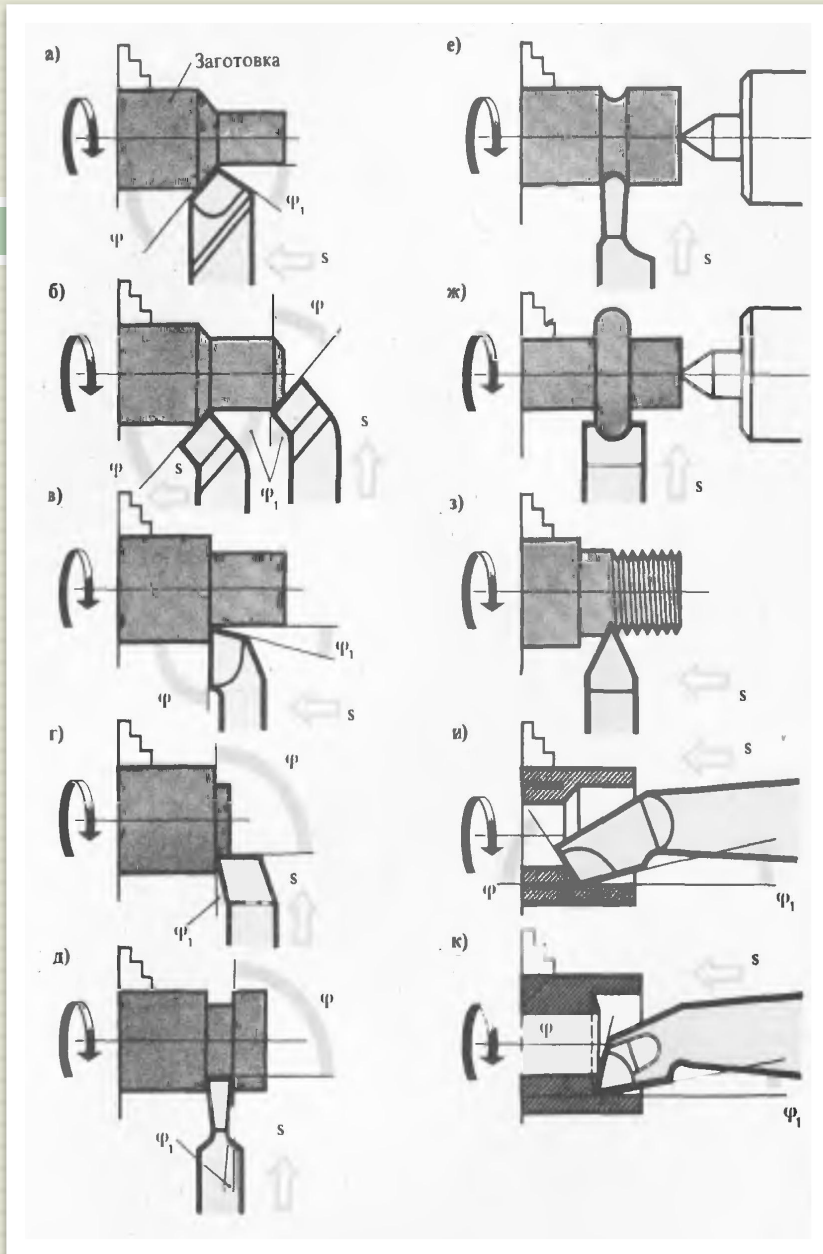 а)
Заготовка
φ
φ₁
s
б)
φ
s
φ
s
φ₁
в)
φ₁
φ
s
г)
φ
s
φ₁
д)
φ
s
φ₁
е)
s
ж)
s
з)
s
и)
s
φ
φ₁
к)
s
φ
φ₁